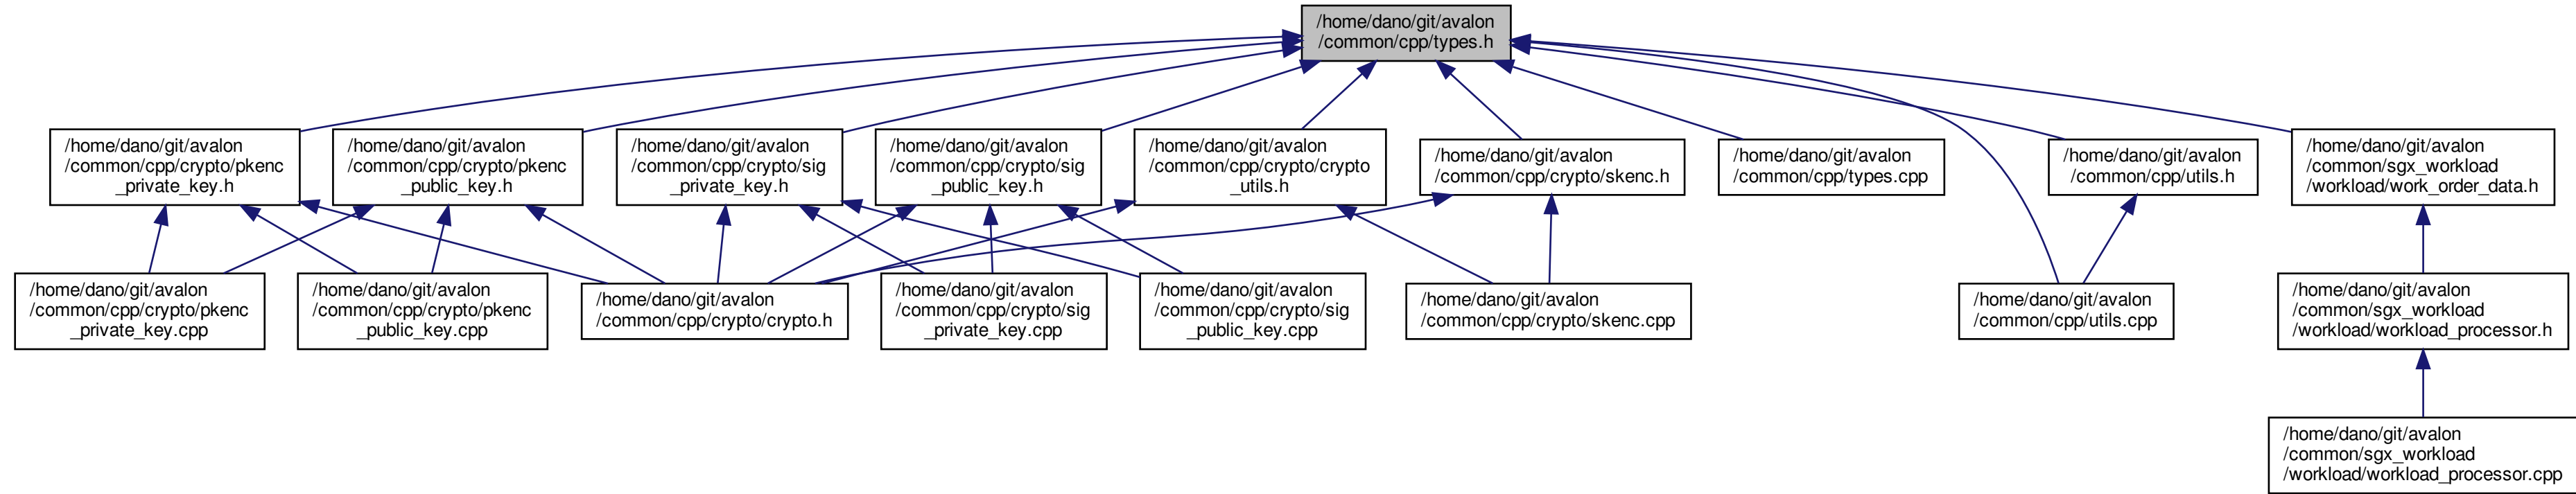 /home/dano/git/avalon
/common/cpp/types.h
/home/dano/git/avalon
/common/cpp/crypto/pkenc
_private_key.h
/home/dano/git/avalon
/common/cpp/crypto/pkenc
_public_key.h
/home/dano/git/avalon
/common/cpp/crypto/sig
_private_key.h
/home/dano/git/avalon
/common/cpp/crypto/sig
_public_key.h
/home/dano/git/avalon
/common/cpp/crypto/crypto
_utils.h
/home/dano/git/avalon
/common/cpp/crypto/skenc.h
/home/dano/git/avalon
/common/cpp/types.cpp
/home/dano/git/avalon
/common/cpp/utils.h
/home/dano/git/avalon
/common/sgx_workload
/workload/work_order_data.h
/home/dano/git/avalon
/common/cpp/crypto/pkenc
_private_key.cpp
/home/dano/git/avalon
/common/cpp/crypto/pkenc
_public_key.cpp
/home/dano/git/avalon
/common/cpp/crypto/crypto.h
/home/dano/git/avalon
/common/cpp/crypto/sig
_private_key.cpp
/home/dano/git/avalon
/common/cpp/crypto/sig
_public_key.cpp
/home/dano/git/avalon
/common/cpp/crypto/skenc.cpp
/home/dano/git/avalon
/common/cpp/utils.cpp
/home/dano/git/avalon
/common/sgx_workload
/workload/workload_processor.h
/home/dano/git/avalon
/common/sgx_workload
/workload/workload_processor.cpp